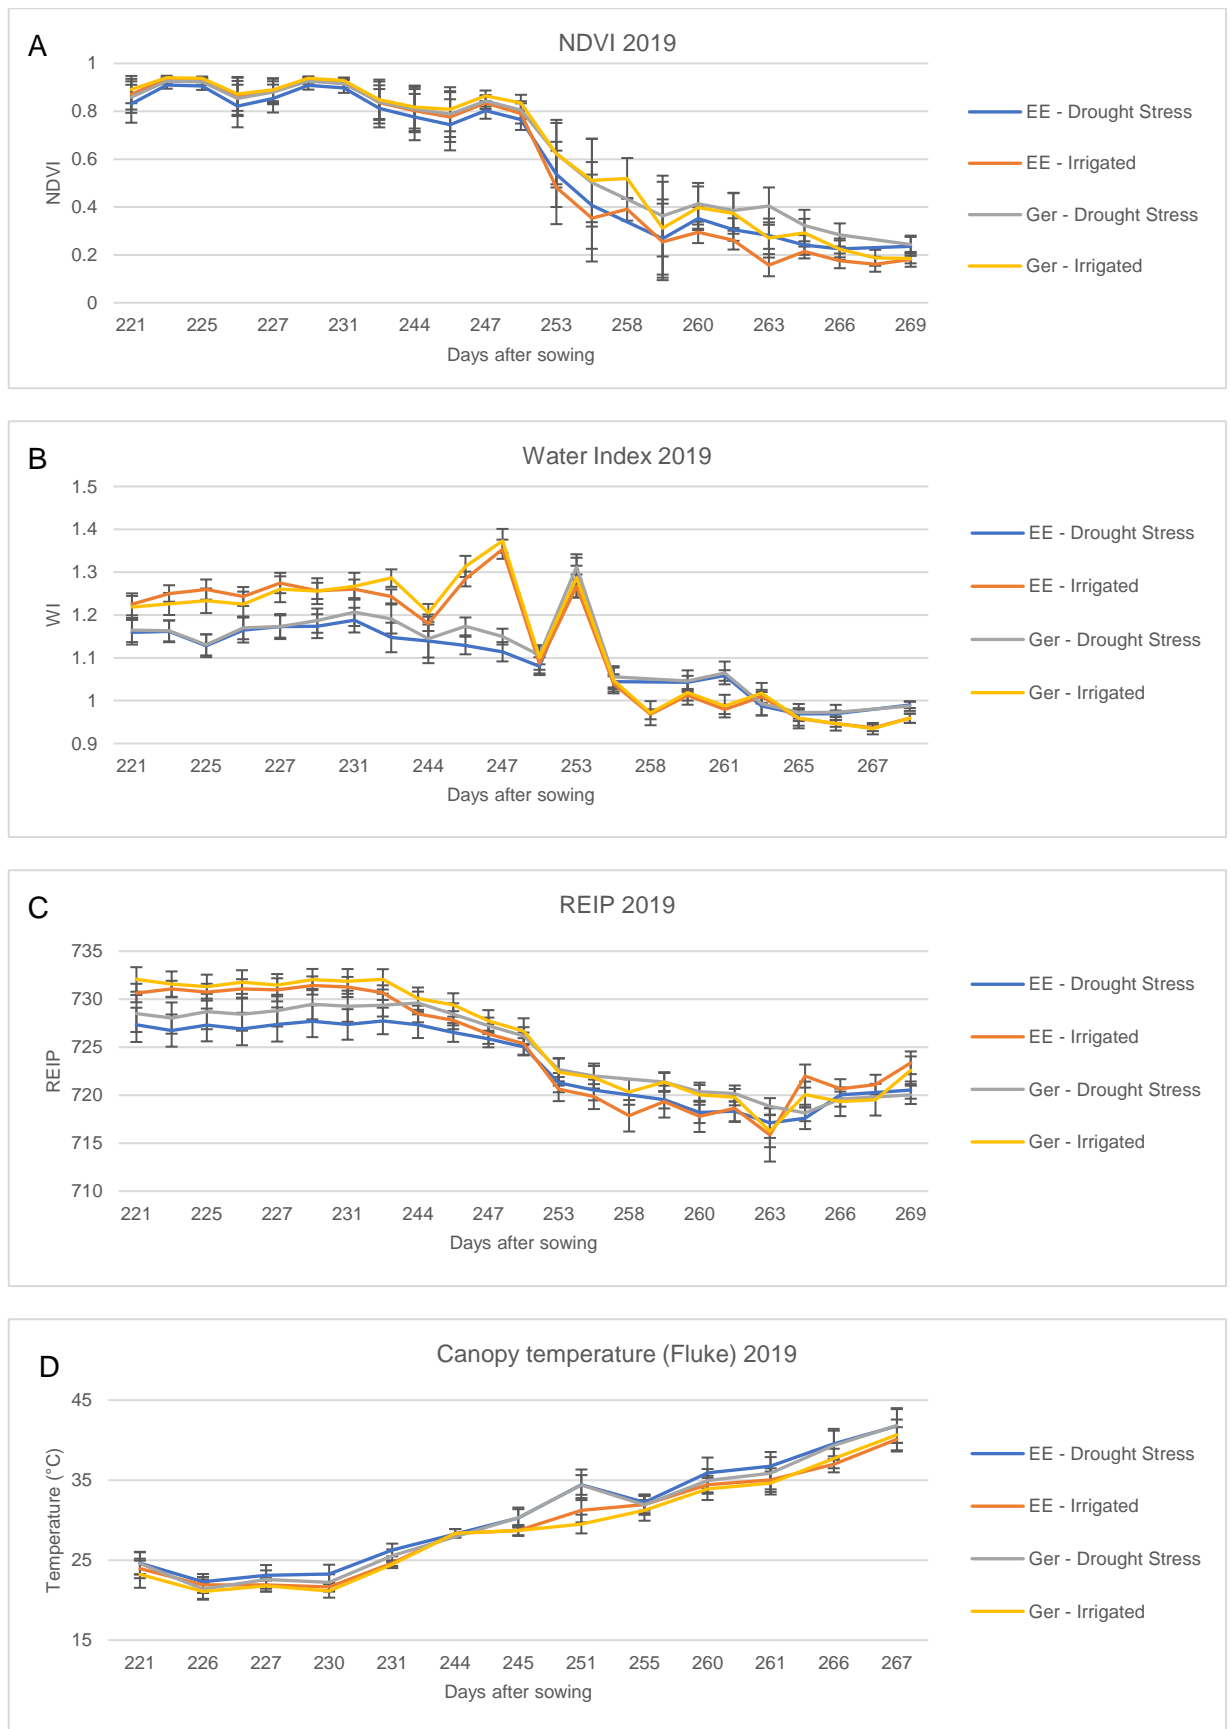 A
NDVI 2019
1
0.8
0.6
0.4
0.2
0
NDVI
221 225 227 231 244 247 253 258 260 263 266 269
Days after sowing
EE - Drought Stress
EE - Irrigated
Ger - Drought Stress
Ger - Irrigated
B
Water Index 2019
1.5
1.4
1.3
1.2
1.1
1
0.9
WI
221 225 227 231 244 247 253 258 261 265 267
Days after sowing
EE - Drought Stress
EE - Irrigated
Ger - Drought Stress
Ger - Irrigated
C
REIP 2019
735
730
725
720
715
710
REIP
221 225 227 231 244 247 253 258 260 263 266 269
Days after sowing
EE - Drought Stress
EE - Irrigated
Ger - Drought Stress
Ger - Irrigated
D
Canopy temperature (Fluke) 2019
45
35
25
15
Temperature (°C)
221 226 227 230 231 244 245 251 255 260 261 266 267
Days after sowing
EE - Drought Stress
EE - Irrigated
Ger - Drought Stress
Ger - Irrigated